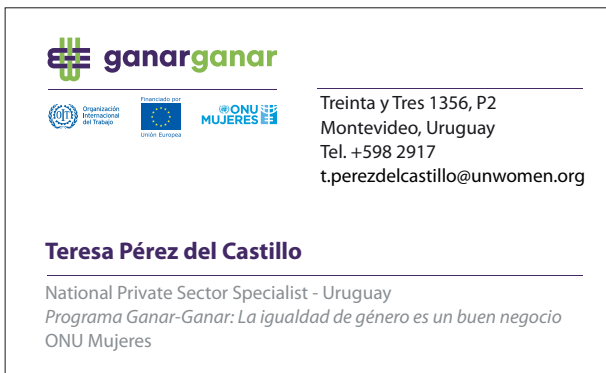 ganarganar
Organización
Internacional
del Trabajo
Financiado por
Unión Europea
ONU
MUJERES
Treinta y Tres 1356, P2
Montevideo, Uruguay
Tel. +598 2917
t.perezdelcastillo@unwomen.org
Teresa Pérez del Castillo
National Private Sector Specialist - Uruguay
Programa Ganar-Ganar: La igualdad de género es un buen negocio
ONU Mujeres